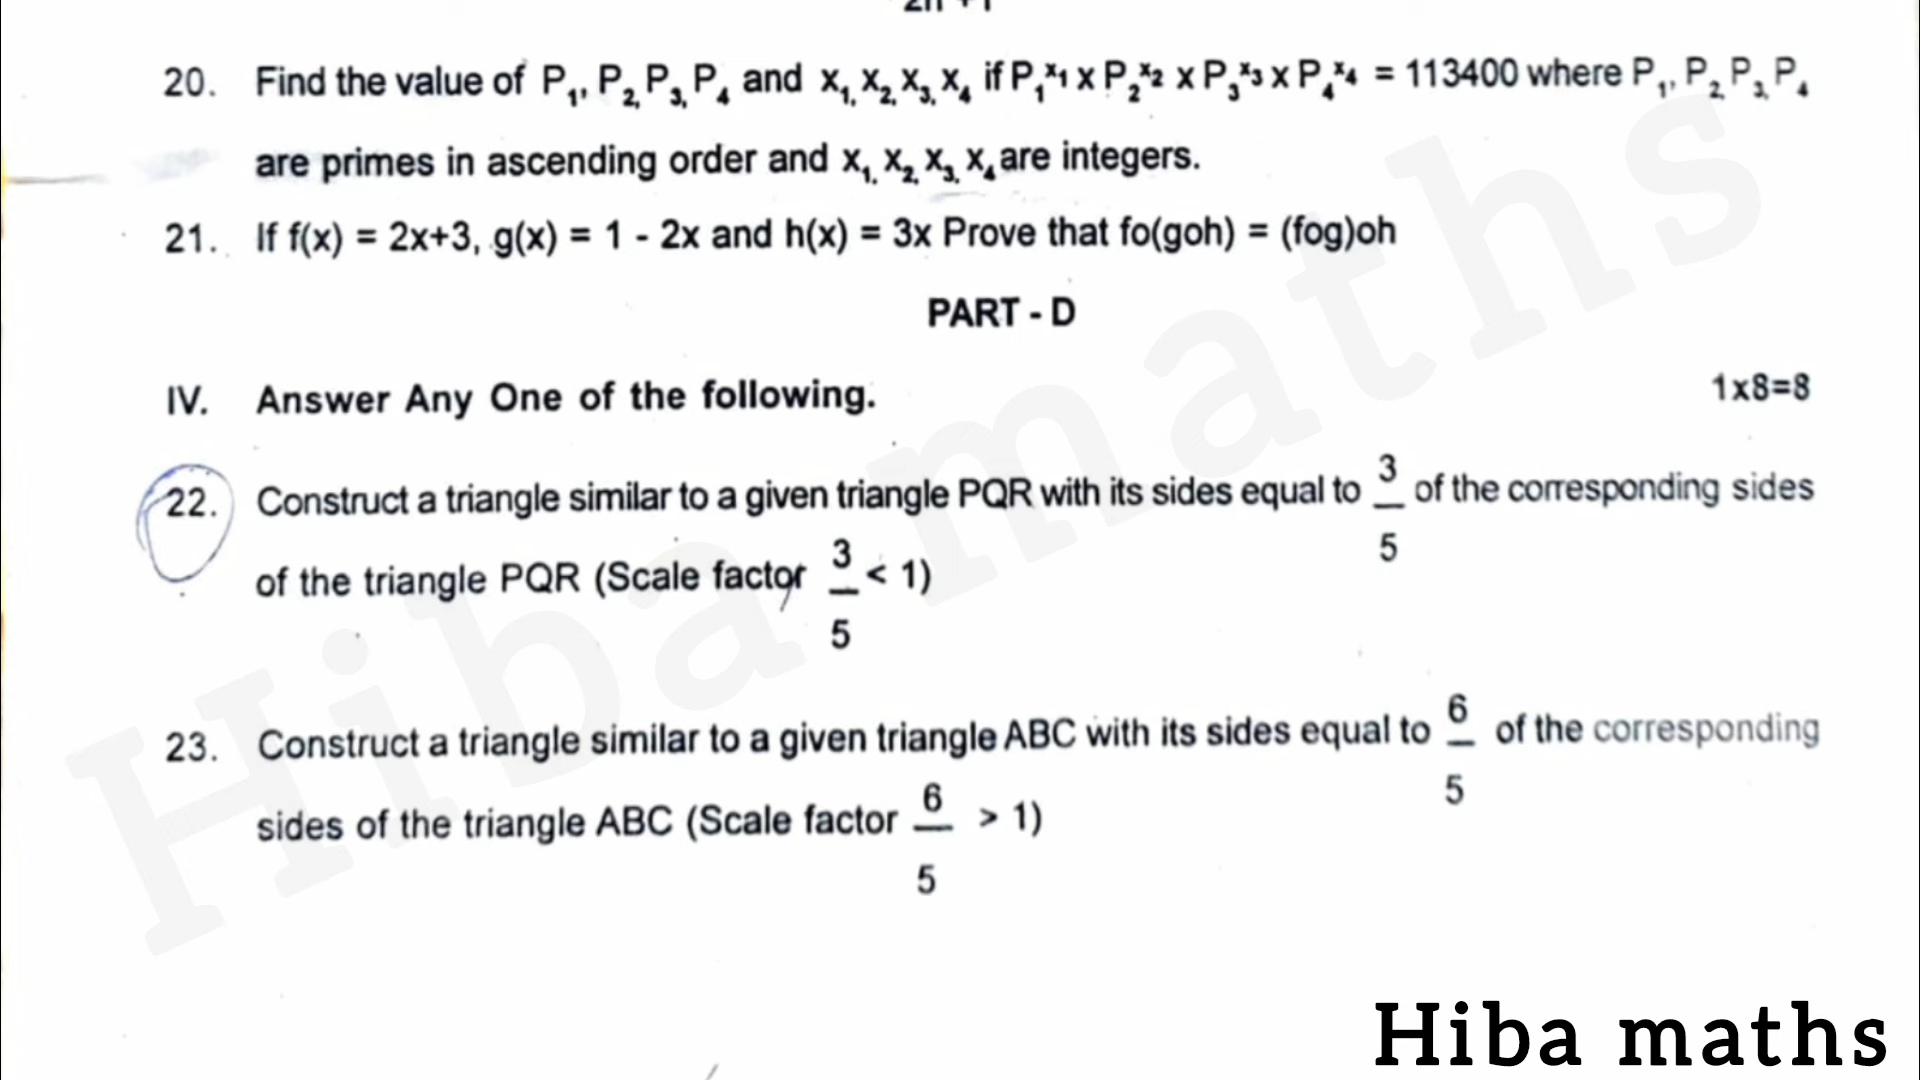 20. Find the value of P₁, P₂, P₃, P₄ and x₁, x₂, x₃, x₄ if P₁^x₁ x P₂^x₂ x P₃^x₃ x P₄^x₄ = 113400 where P₁, P₂, P₃, P₄
are primes in ascending order and x₁, x₂, x₃, x₄ are integers.
21. If f(x) = 2x+3, g(x) = 1 - 2x and h(x) = 3x Prove that fo(goh) = (fog)oh
PART - D
IV. Answer Any One of the following. 1x8=8
22. Construct a triangle similar to a given triangle PQR with its sides equal to 3/5 of the corresponding sides
of the triangle PQR (Scale factor 3/5 < 1)
23. Construct a triangle similar to a given triangle ABC with its sides equal to 6/5 of the corresponding
sides of the triangle ABC (Scale factor 6/5 > 1)
Hiba maths
Hiba maths